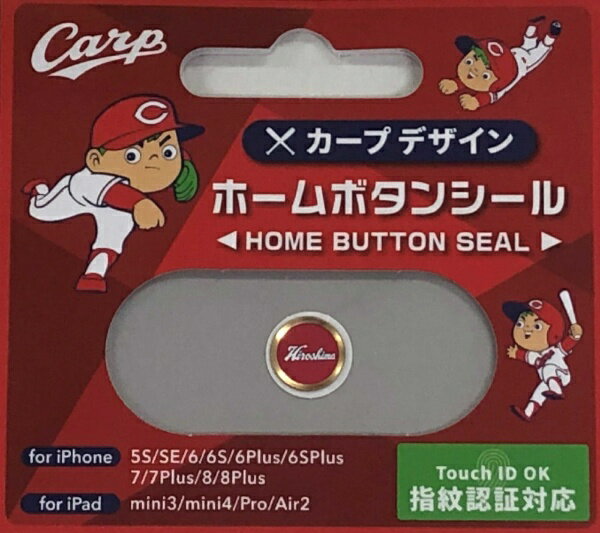 Carp
× カープデザイン
ホームボタンシール
◀ HOME BUTTON SEAL ▶
Hiroshima
for iPhone 5S/SE/6/6S/6Plus/6SPlus
7/7Plus/8/8Plus
for iPad mini3/mini4/Pro/Air2
Touch ID OK
指紋認証対応